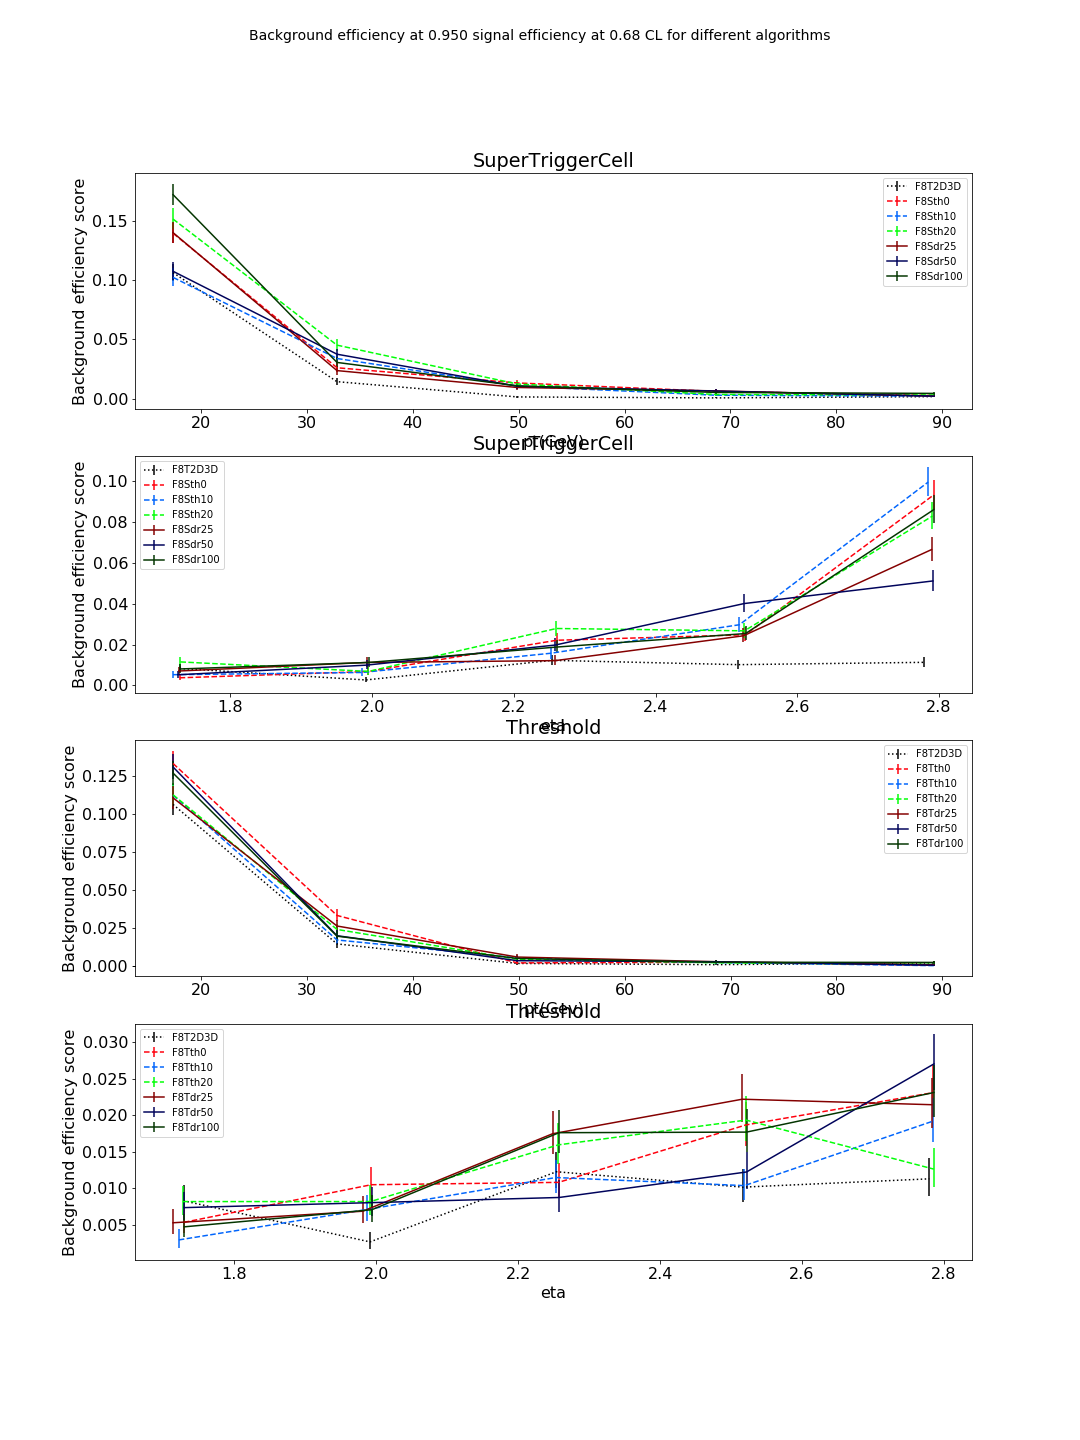 Background efficiency at 0.950 signal efficiency at 0.68 CL for different algorithms
SuperTriggerCell
Background efficiency score
0.15
0.10
0.05
0.00
F8T2D3D
F8Sth0
F8Sth10
F8Sth20
F8Sdr25
F8Sdr50
F8Sdr100
20 30 40 50 60 70 80 90
pt(GeV)
SuperTriggerCell
Background efficiency score
0.10
0.08
0.06
0.04
0.02
0.00
F8T2D3D
F8Sth0
F8Sth10
F8Sth20
F8Sdr25
F8Sdr50
F8Sdr100
1.8 2.0 2.2 2.4 2.6 2.8
eta
Threshold
Background efficiency score
0.125
0.100
0.075
0.050
0.025
0.000
F8T2D3D
F8Tth0
F8Tth10
F8Tth20
F8Tdr25
F8Tdr50
F8Tdr100
20 30 40 50 60 70 80 90
pt(GeV)
Threshold
Background efficiency score
0.030
0.025
0.020
0.015
0.010
0.005
F8T2D3D
F8Tth0
F8Tth10
F8Tth20
F8Tdr25
F8Tdr50
F8Tdr100
1.8 2.0 2.2 2.4 2.6 2.8
eta